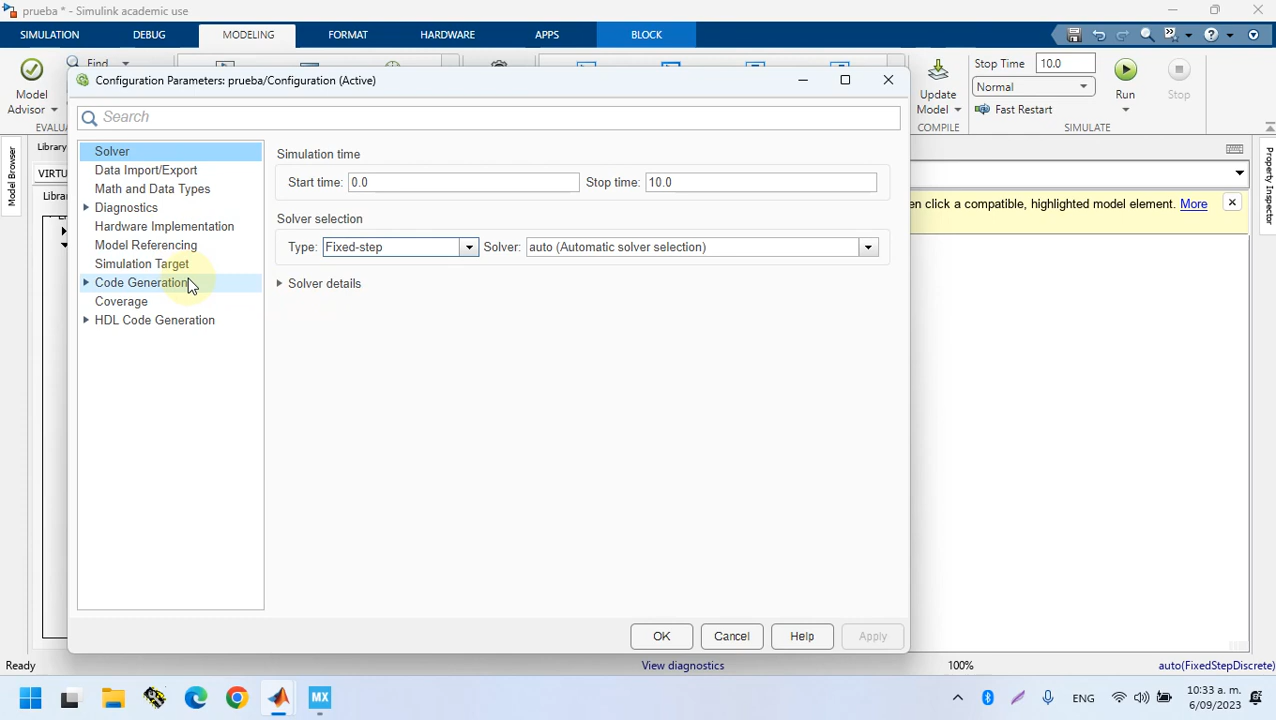 prueba * - Simulink academic use
SIMULATION DEBUG MODELING FORMAT HARDWARE APPS BLOCK
Find
Model
Advisor
Configuration Parameters: prueba/Configuration (Active)
Update
Model
Stop Time 10.0
Normal
Fast Restart
Run
Stop
COMPILE
SIMULATE
Search
Model Browser
Property Inspector
Solver
Data Import/Export
Math and Data Types
Diagnostics
Hardware Implementation
Model Referencing
Simulation Target
Code Generation
Coverage
HDL Code Generation
Simulation time
Start time: 0.0 Stop time: 10.0
Solver selection
Type: Fixed-step Solver: auto (Automatic solver selection)
Solver details
click a compatible, highlighted model element. More
OK Cancel Help Apply
Ready View diagnostics 100% auto(FixedStepDiscrete)
MX
ENG
10:33 a. m.
6/09/2023